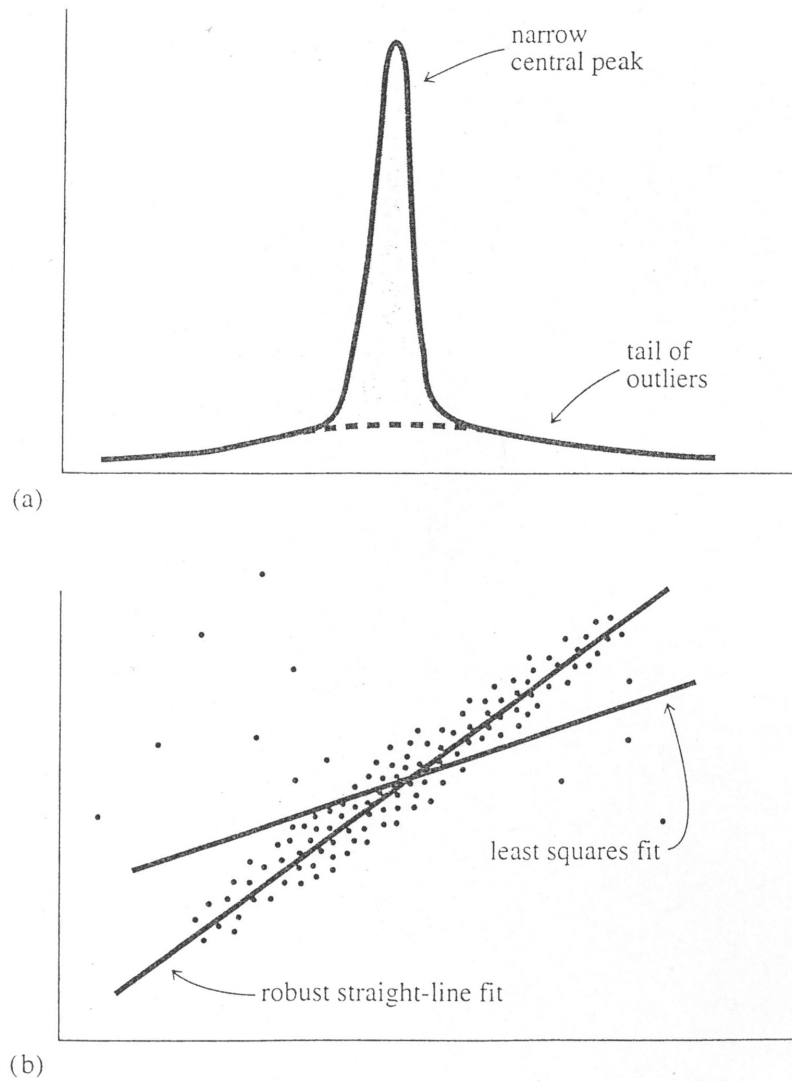 narrow
central peak
tail of
outliers
(a)
least squares fit
robust straight-line fit
(b)